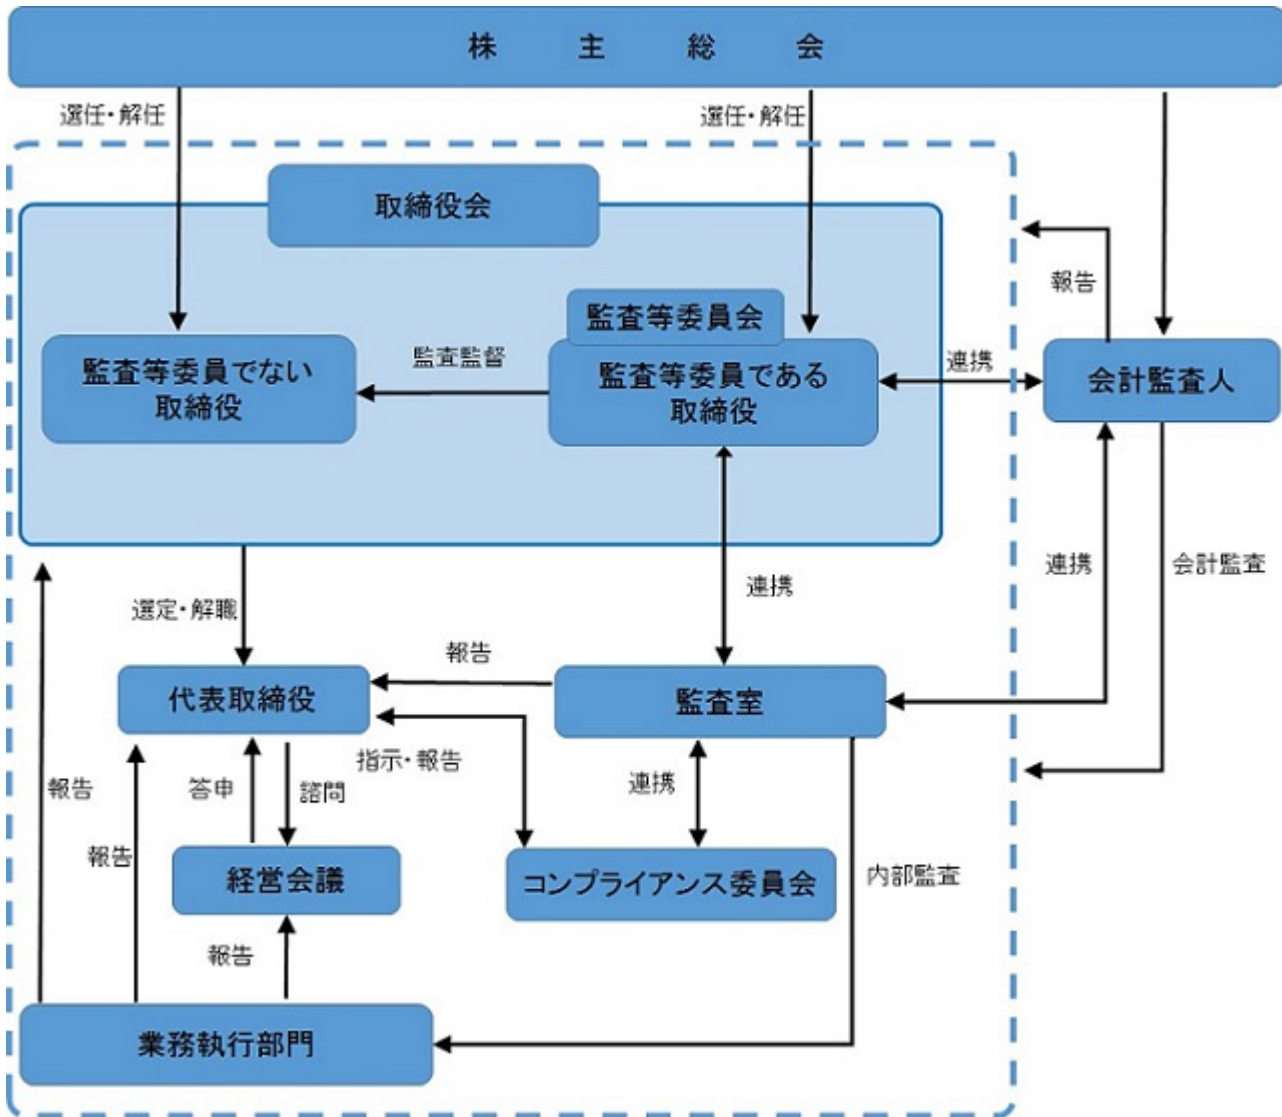 株主総会
選任・解任
選任・解任
取締役会
報告
監査等委員会
監査等委員でない
取締役
監査監督
監査等委員である
取締役
連携
会計監査人
選定・解職
連携
連携
会計監査
報告
代表取締役
監査室
指示・報告
報告
答申
諮問
連携
報告
経営会議
コンプライアンス委員会
内部監査
報告
業務執行部門